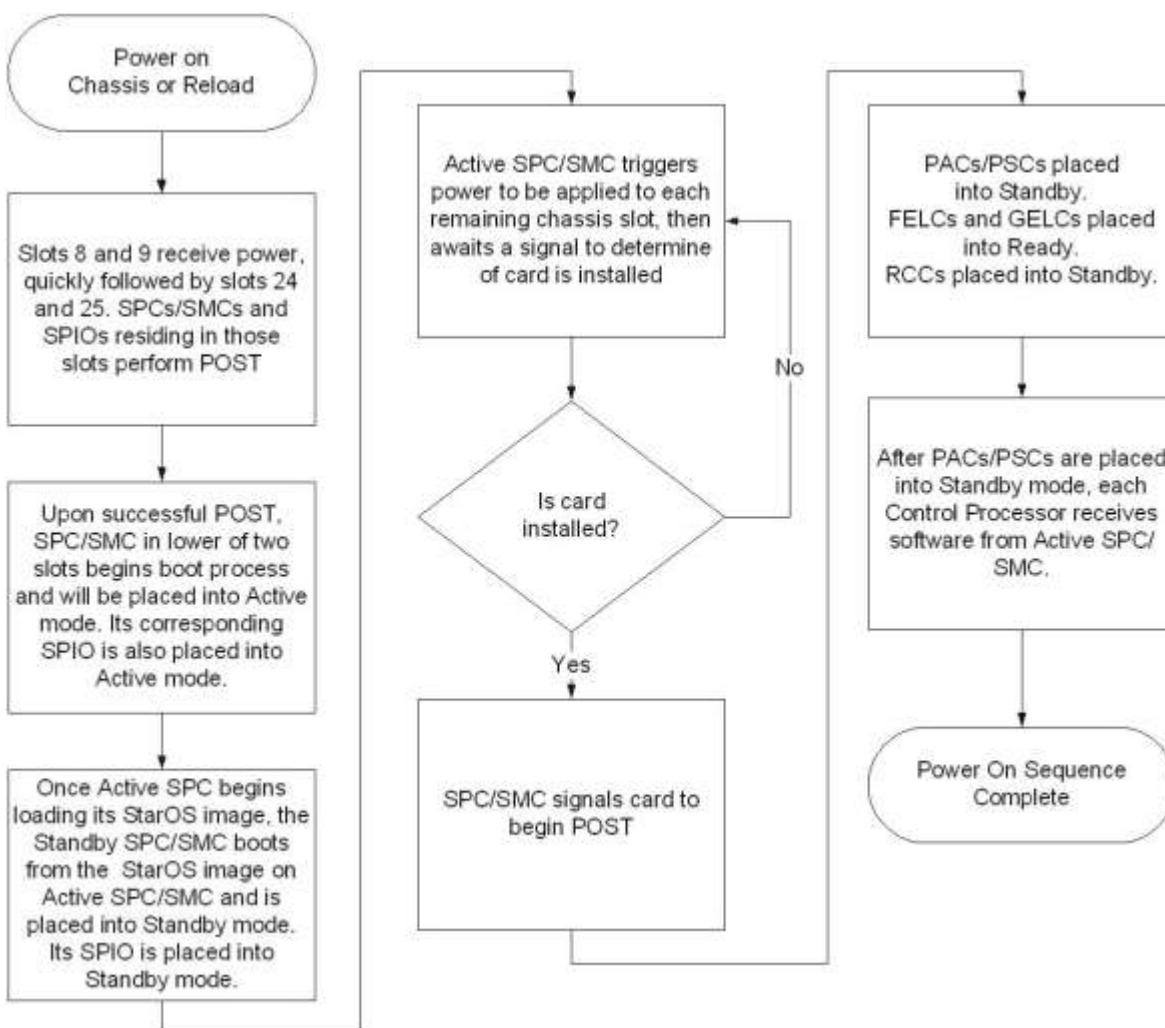 Power on
Chassis or Reload
Slots 8 and 9 receive power,
quickly followed by slots 24
and 25. SPCs/SMCs and
SPIOs residing in those
slots perform POST
Upon successful POST,
SPC/SMC in lower of two
slots begins boot process
and will be placed into Active
mode. Its corresponding
SPIO is also placed into
Active mode.
Once Active SPC begins
loading its StarOS image, the
Standby SPC/SMC boots
from the StarOS image on
Active SPC/SMC and is
placed into Standby mode.
Its SPIO is placed into
Standby mode.
Active SPC/SMC triggers
power to be applied to each
remaining chassis slot, then
awaits a signal to determine
of card is installed
No
Is card
installed?
Yes
SPC/SMC signals card to
begin POST
PACs/PSCs placed
into Standby.
FELCs and GELCs placed
into Ready.
RCCs placed into Standby.
After PACs/PSCs are placed
into Standby mode, each
Control Processor receives
software from Active SPC/
SMC.
Power On Sequence
Complete